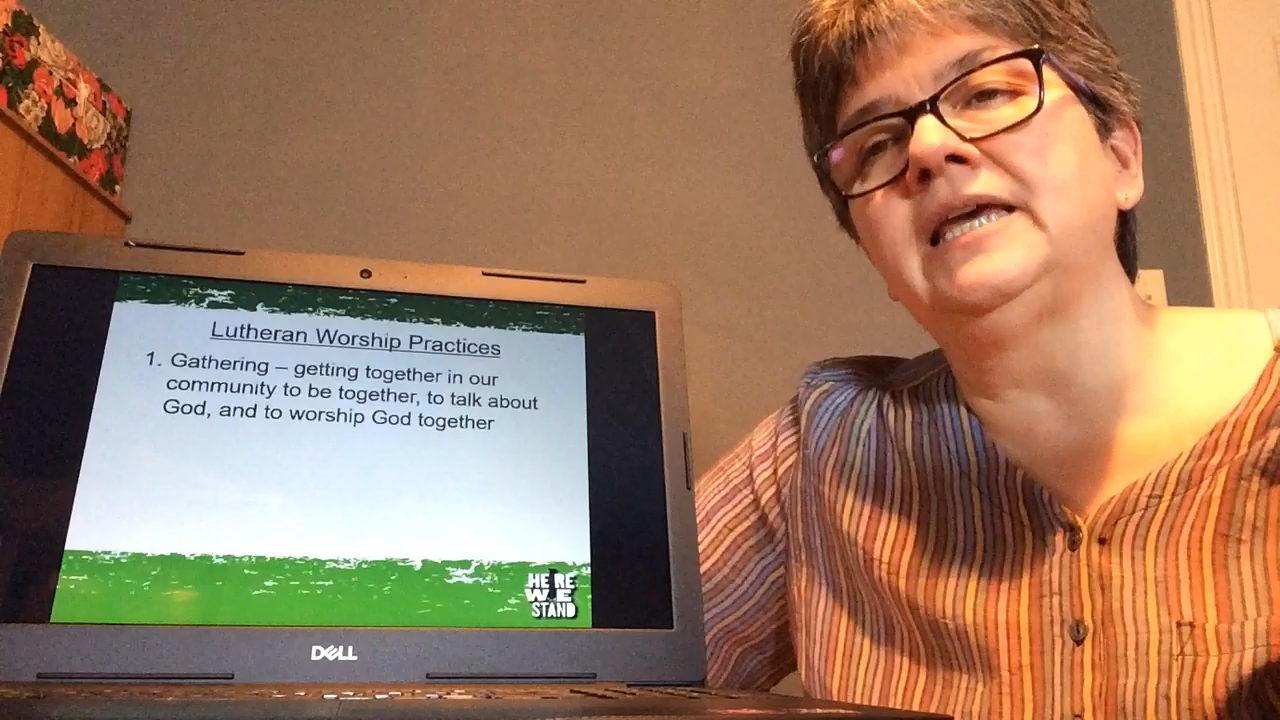 Lutheran Worship Practices
1. Gathering – getting together in our
community to be together, to talk about
God, and to worship God together
HERE
WE
STAND
DELL